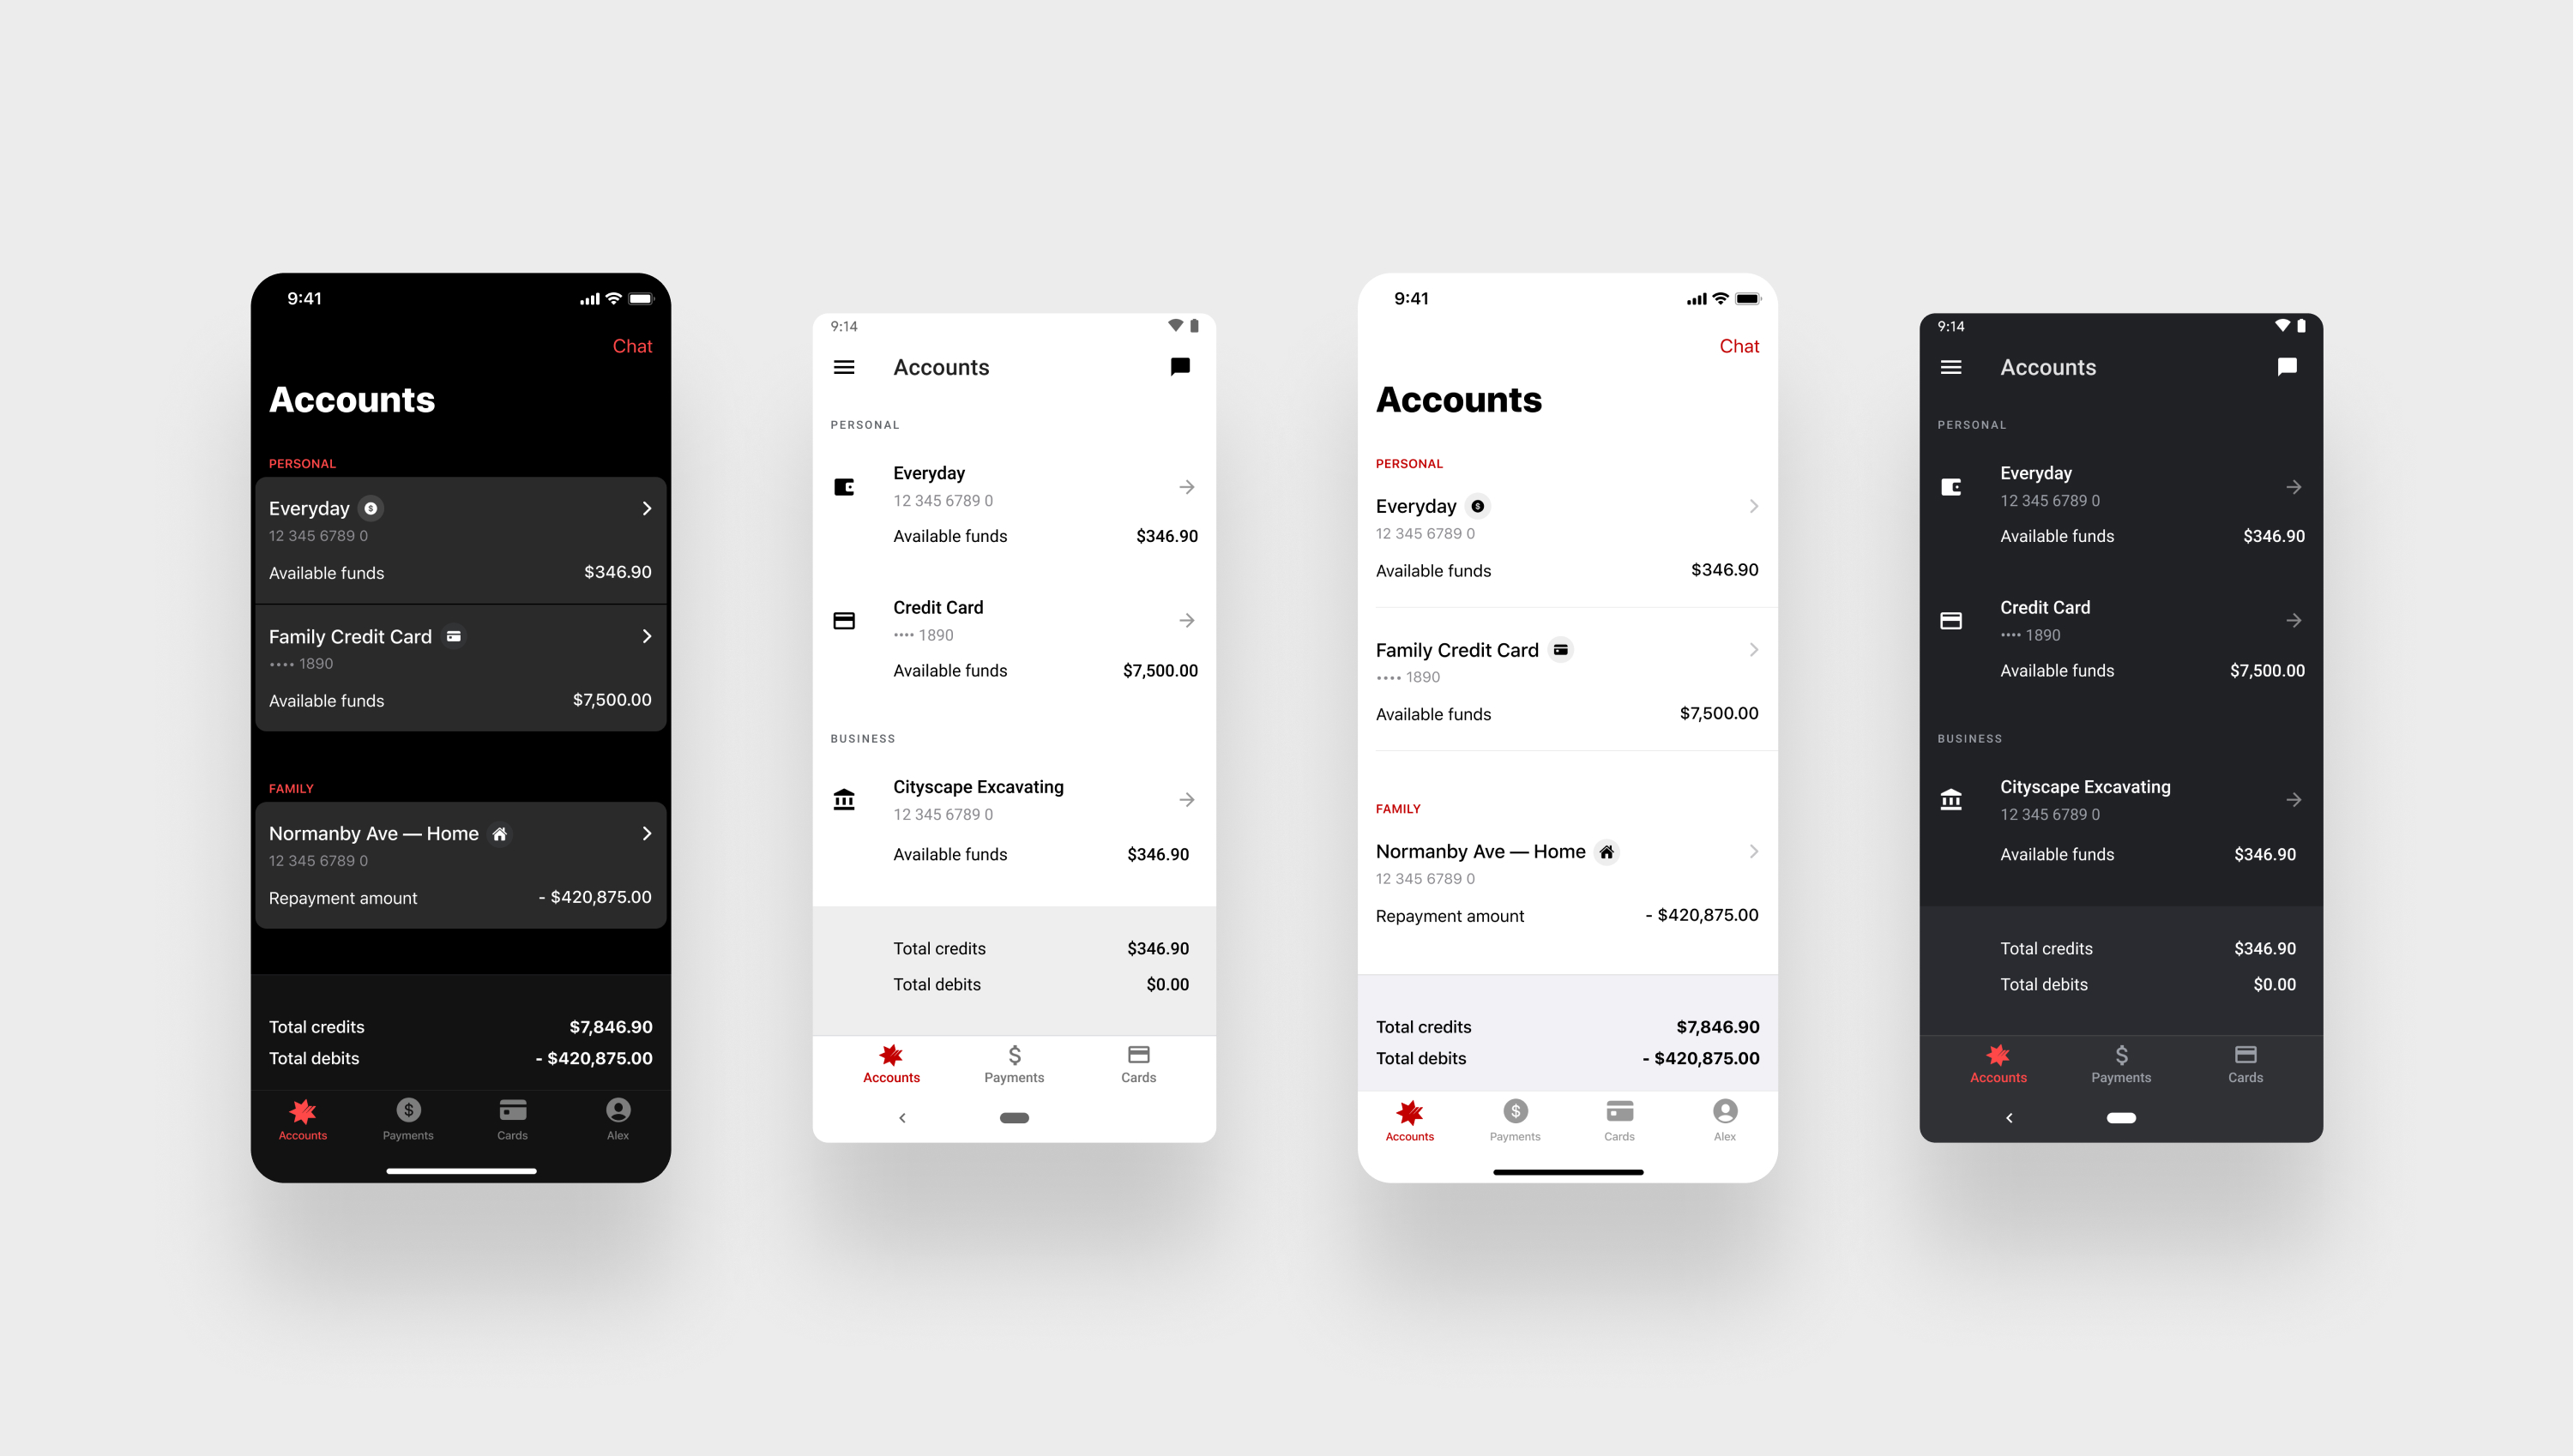 9:41
Chat
Accounts
PERSONAL
Everyday
12 345 6789 0
Available funds $346.90
Family Credit Card
•••• 1890
Available funds $7,500.00
FAMILY
Normanby Ave — Home
12 345 6789 0
Repayment amount - $420,875.00
Total credits $7,846.90
Total debits - $420,875.00
Accounts Payments Cards Alex
9:14
Accounts
PERSONAL
Everyday
12 345 6789 0
Available funds $346.90
Credit Card
•••• 1890
Available funds $7,500.00
BUSINESS
Cityscape Excavating
12 345 6789 0
Available funds $346.90
Total credits $346.90
Total debits $0.00
Accounts Payments Cards
9:41
Chat
Accounts
PERSONAL
Everyday
12 345 6789 0
Available funds $346.90
Family Credit Card
•••• 1890
Available funds $7,500.00
FAMILY
Normanby Ave — Home
12 345 6789 0
Repayment amount - $420,875.00
Total credits $7,846.90
Total debits - $420,875.00
Accounts Payments Cards Alex
9:14
Accounts
PERSONAL
Everyday
12 345 6789 0
Available funds $346.90
Credit Card
•••• 1890
Available funds $7,500.00
BUSINESS
Cityscape Excavating
12 345 6789 0
Available funds $346.90
Total credits $346.90
Total debits $0.00
Accounts Payments Cards